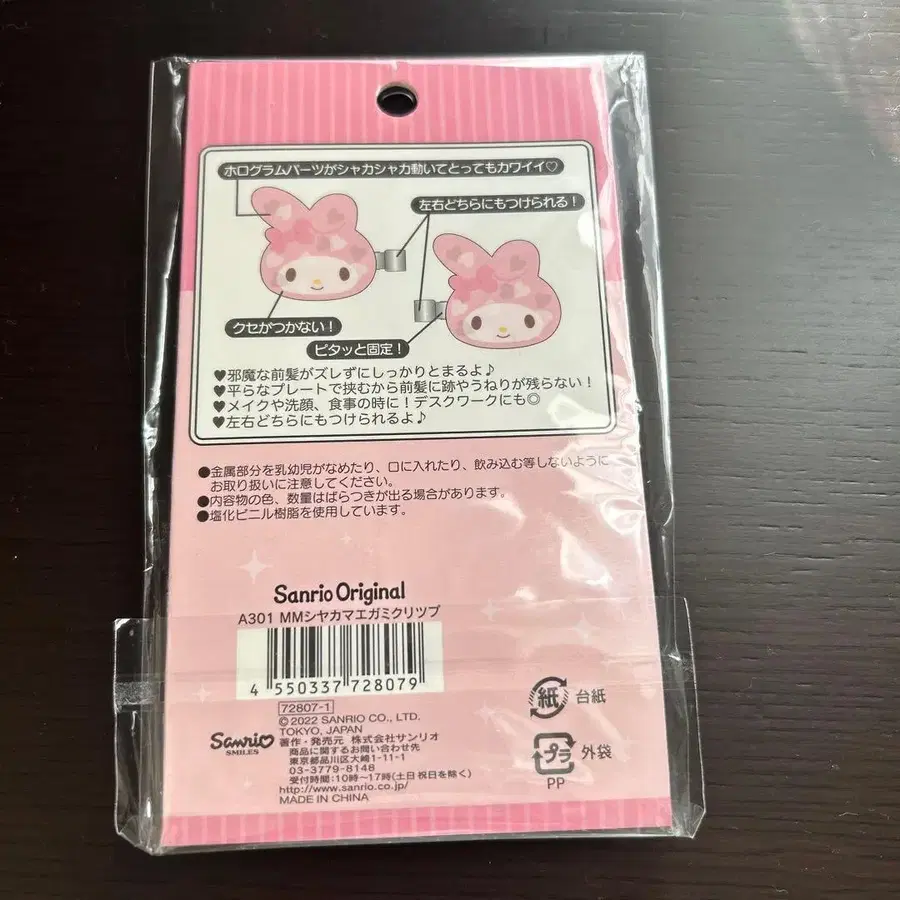 ホログラムパーツがシャカシャカ動いてとってもカワイイ♡
左右どちらにもつけられる！
クセがつかない！
ピタッと固定！
♥邪魔な前髪がズレずにしっかりとまるよ♪
♥平らなプレートで挟むから前髪に跡やうねりが残らない！
♥メイクや洗顔、食事の時に！デスクワークにも◎
♥左右どちらにもつけられるよ♪
●金属部分を乳幼児がなめたり、口に入れたり、飲み込む等しないように
お取り扱いに注意してください。
●内容物の色、数量はばらつきが出る場合があります。
●塩化ビニル樹脂を使用しています。
Sanrio Original
A301 MMシヤカマエガミクリツプ
4 550337 728079
72807-1
©2022 SANRIO CO., LTD.
TOKYO, JAPAN
Sanrio
SMILES
著作・発売元 株式会社サンリオ
商品に関するお問い合わせ先
東京都品川区大崎1-11-1
03-3779-8148
受付時間:10時～17時(土日祝日を除く)
http://www.sanrio.co.jp/
MADE IN CHINA
紙 台紙
プラ 外袋
PP